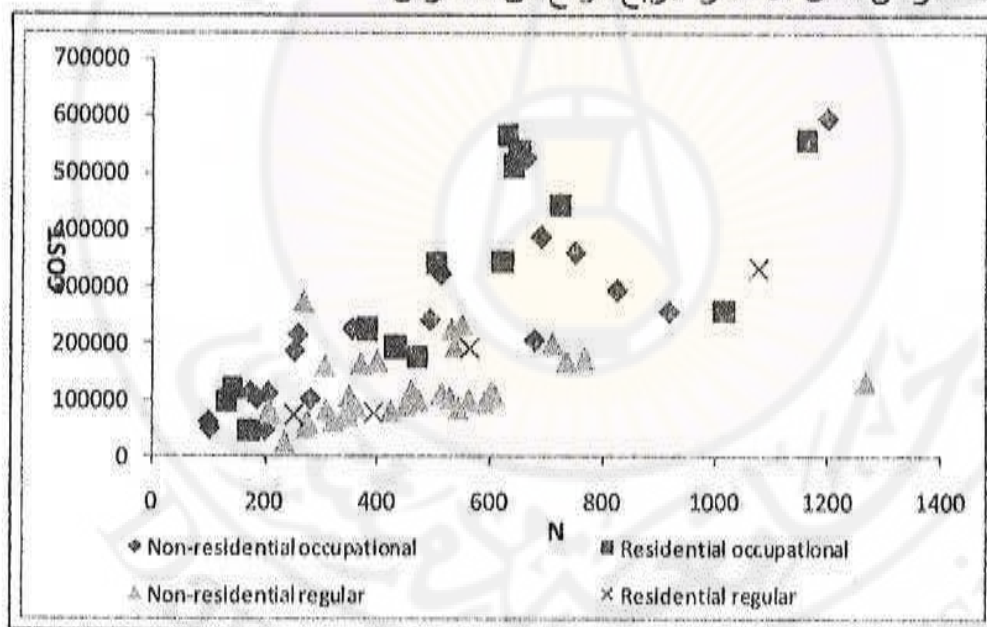 700000
600000
500000
400000
300000
200000
100000
0
GOST
0 200 400 600 800 1000 1200 1400
N
Non-residential occupational
Residential occupational
Non-residential regular
Residential regular